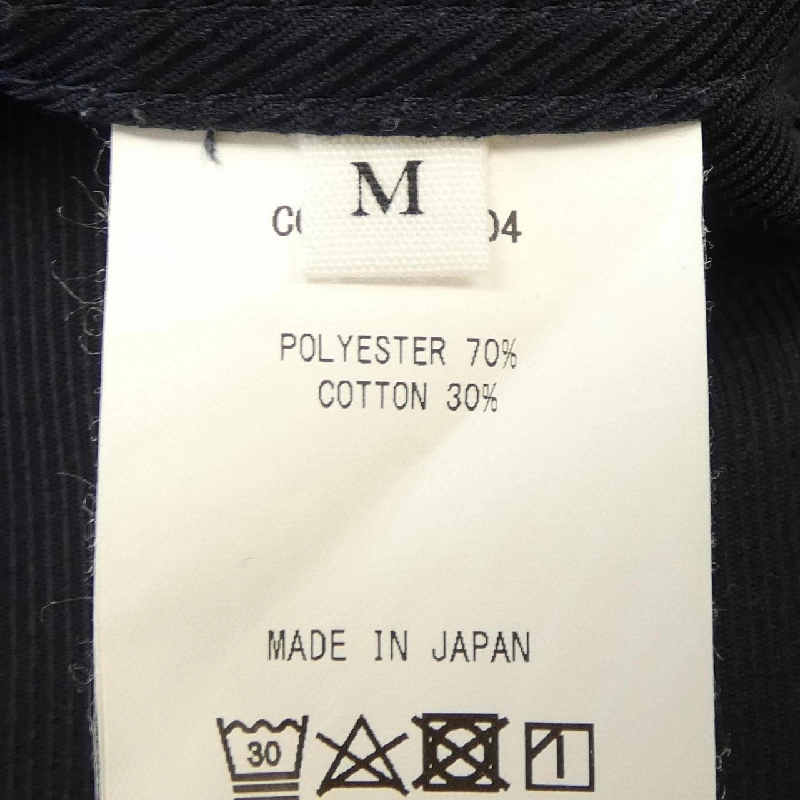 M
POLYESTER 70%
COTTON 30%
MADE IN JAPAN
30